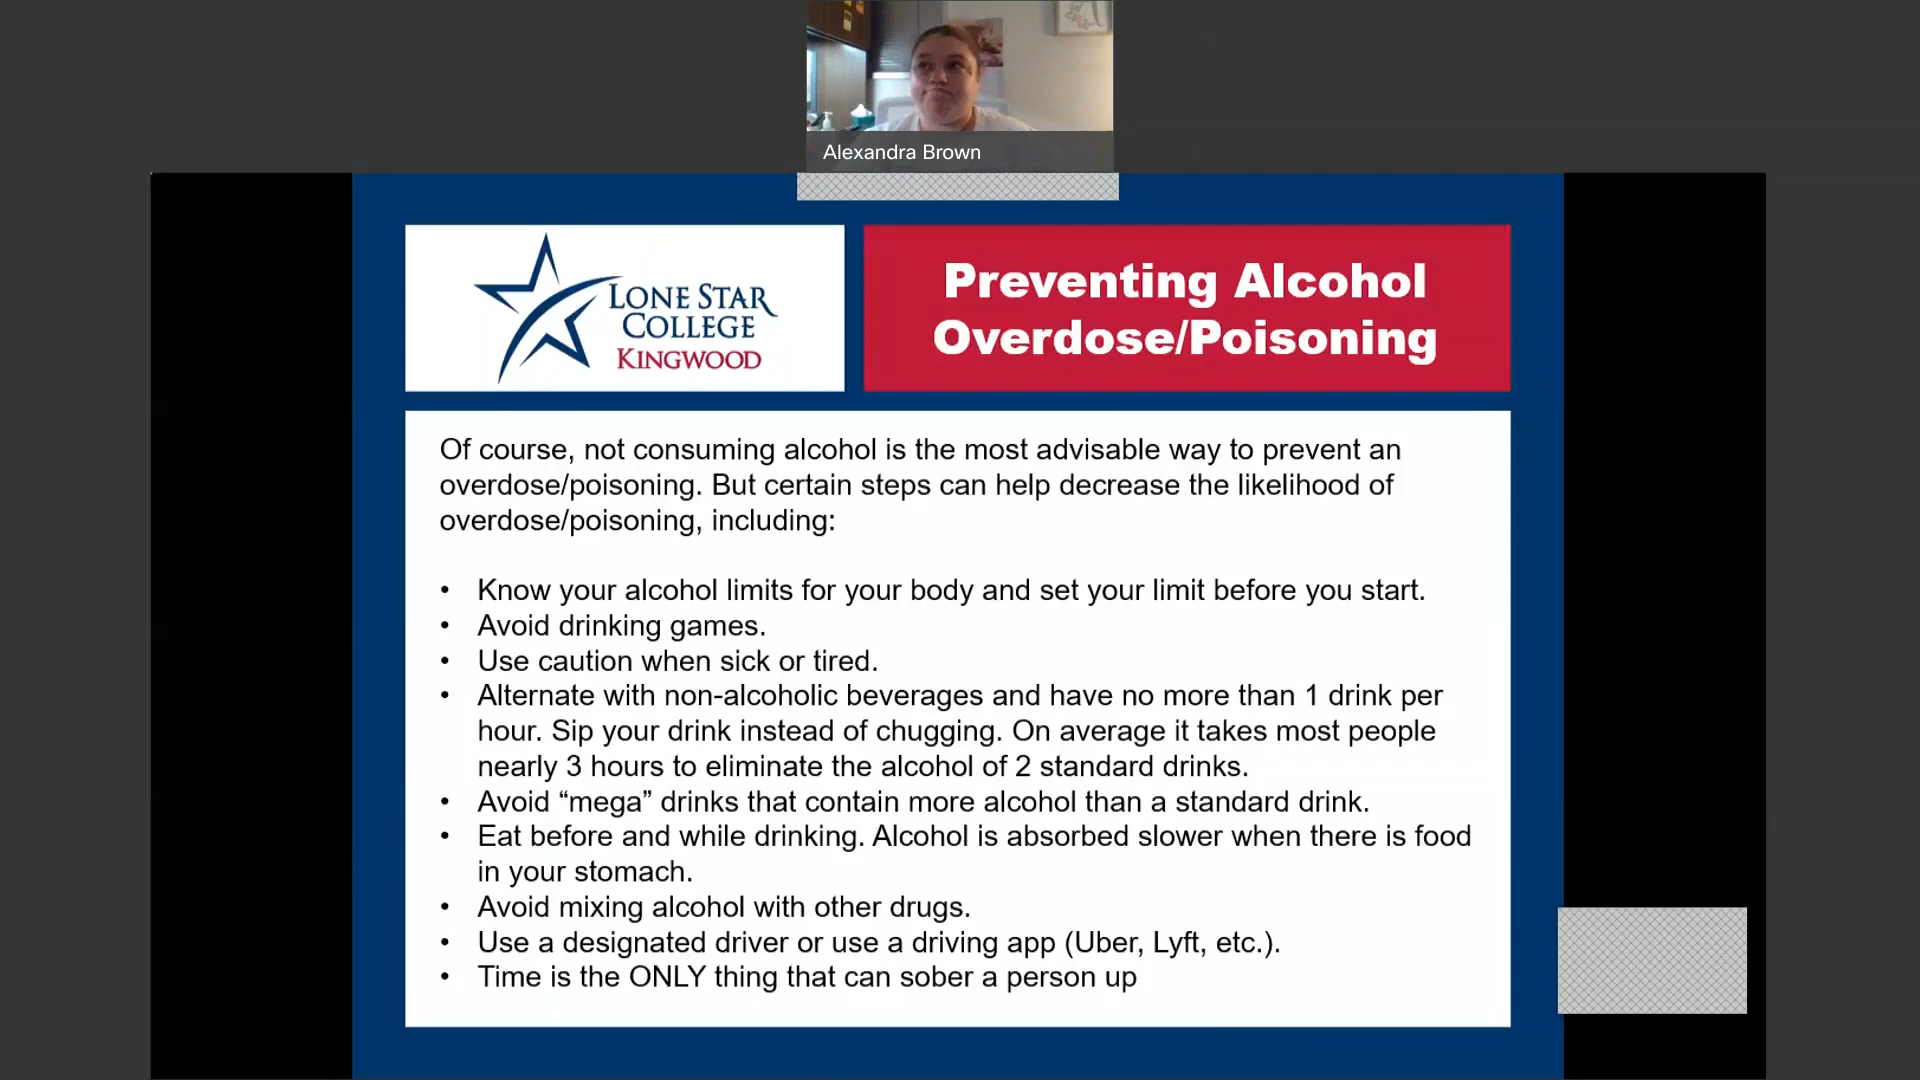 Alexandra Brown
LONE STAR
COLLEGE
KINGWOOD
Preventing Alcohol
Overdose/Poisoning
Of course, not consuming alcohol is the most advisable way to prevent an
overdose/poisoning. But certain steps can help decrease the likelihood of
overdose/poisoning, including:
• Know your alcohol limits for your body and set your limit before you start.
• Avoid drinking games.
• Use caution when sick or tired.
• Alternate with non-alcoholic beverages and have no more than 1 drink per
hour. Sip your drink instead of chugging. On average it takes most people
nearly 3 hours to eliminate the alcohol of 2 standard drinks.
• Avoid “mega” drinks that contain more alcohol than a standard drink.
• Eat before and while drinking. Alcohol is absorbed slower when there is food
in your stomach.
• Avoid mixing alcohol with other drugs.
• Use a designated driver or use a driving app (Uber, Lyft, etc.).
• Time is the ONLY thing that can sober a person up